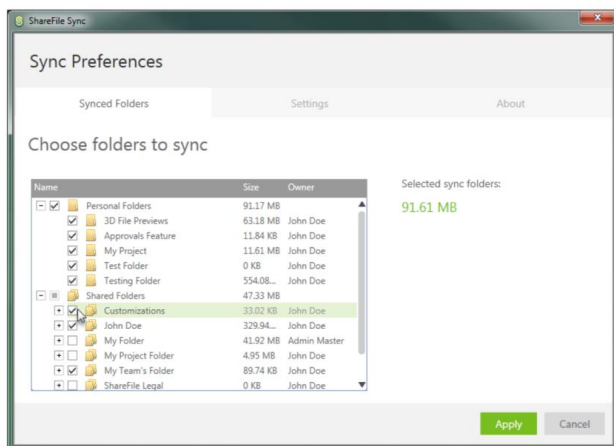 ShareFile Sync
Sync Preferences
Synced Folders Settings About
Choose folders to sync
Name Size Owner
Selected sync folders:
91.61 MB
Personal Folders 91.17 MB
3D File Previews 63.18 MB John Doe
Approvals Feature 11.84 KB John Doe
My Project 11.61 MB John Doe
Test Folder 0 KB John Doe
Testing Folder 554.08... John Doe
Shared Folders 47.33 MB
Customizations 33.02 KB John Doe
John Doe 329.94... John Doe
My Folder 41.92 MB Admin Master
My Project Folder 4.95 MB John Doe
My Team's Folder 89.74 KB John Doe
ShareFile Legal 0 KB John Doe
Apply Cancel